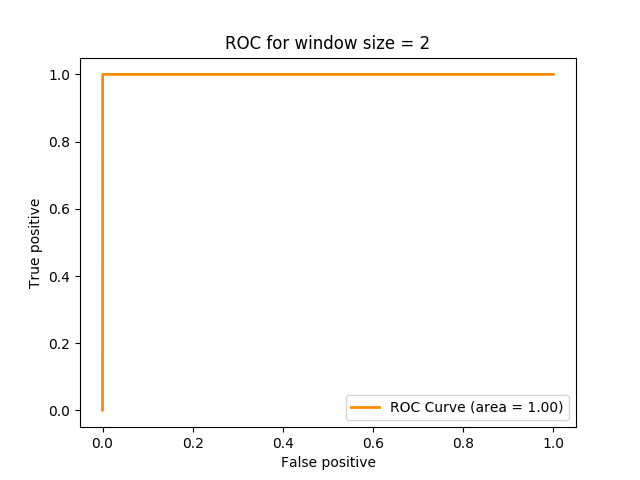 ROC for window size = 2
1.0
0.8
0.6
0.4
0.2
0.0
True positive
ROC Curve (area = 1.00)
0.0 0.2 0.4 0.6 0.8 1.0
False positive